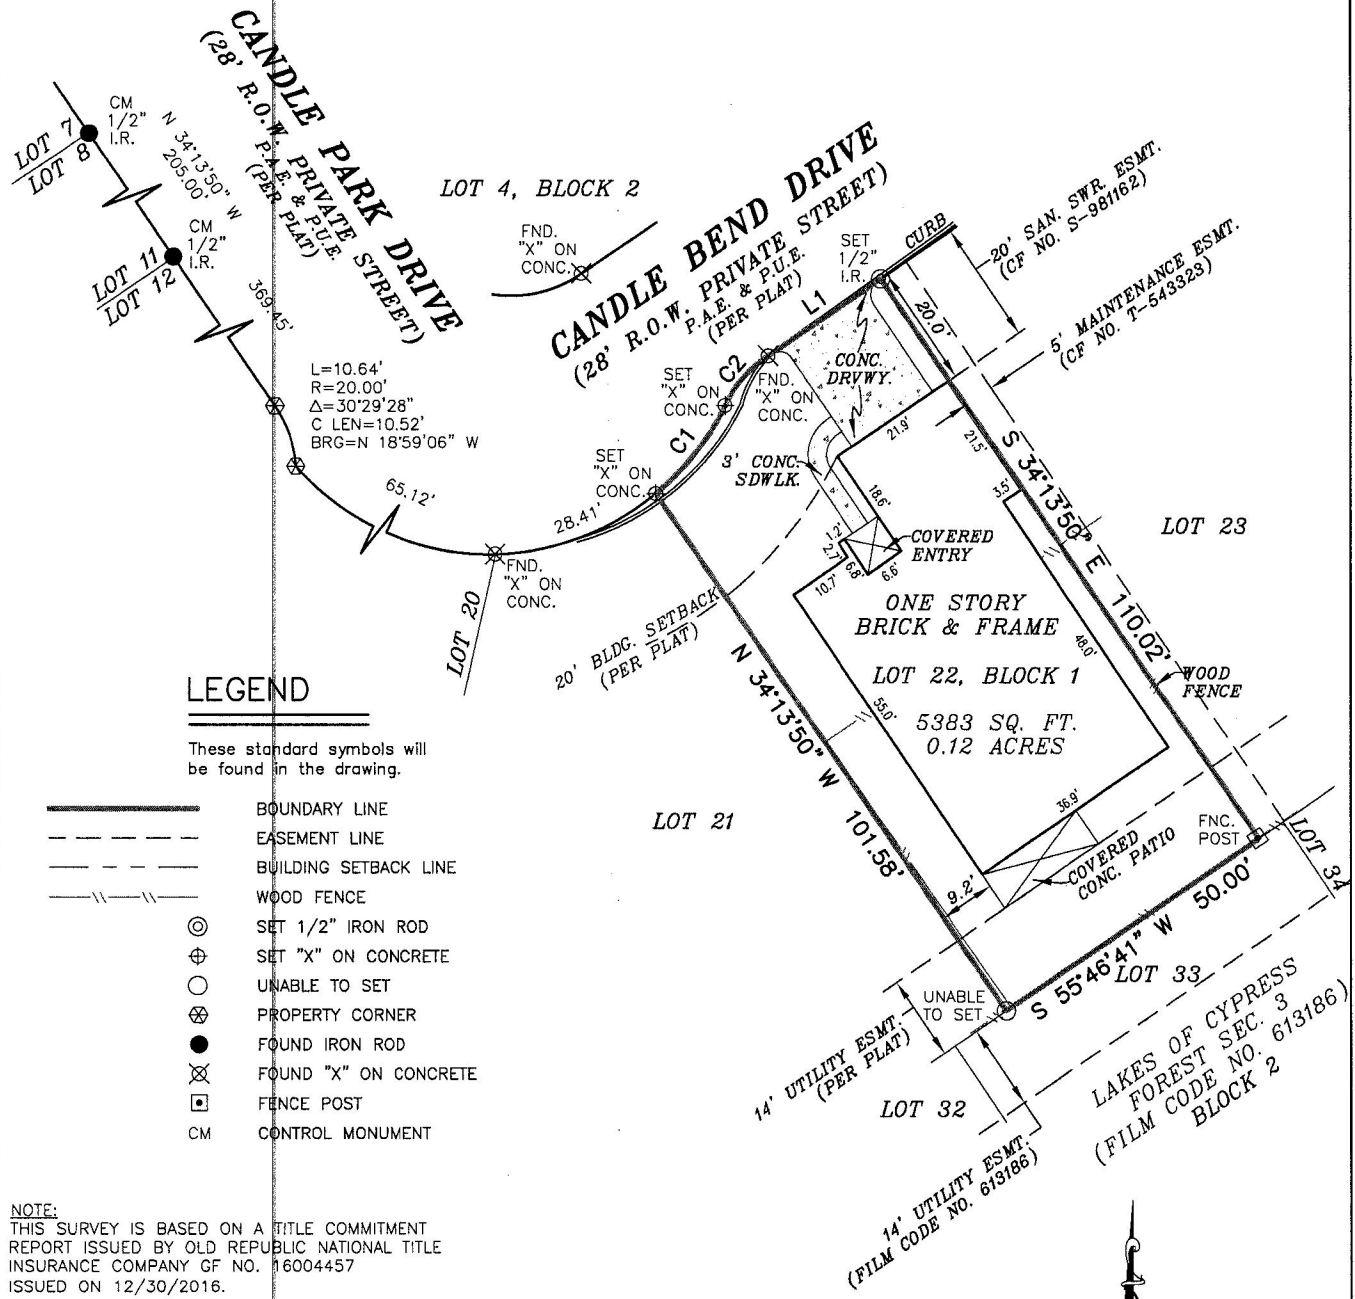 CANDLE PARK DRIVE
(28' R.O.W. PRIVATE STREET)
P.A.E. & P.U.E.
(PER PLAT)
CM
1/2"
I.R.
LOT 7
LOT 8
N 34°13'50" W
205.00'
CM
1/2"
I.R.
LOT 11
LOT 12
369.45'
LOT 4, BLOCK 2
FND.
"X" ON
CONC.
CANDLE BEND DRIVE
(28' R.O.W. PRIVATE STREET)
P.A.E. & P.U.E.
(PER PLAT)
SET
1/2"
I.R.
CURB
20' SAN. SWR. ESMT.
(CF NO. S-981162)
5' MAINTENANCE ESMT.
(CF NO. T-543323)
20.0'
L1
C2
C1
L=10.64'
R=20.00'
Δ=30°29'28"
C LEN=10.52'
BRG=N 18°59'06" W
SET
"X" ON
CONC.
FND.
"X" ON
CONC.
CONC.
DRVWY.
SET
"X" ON
CONC.
3' CONC.
SDWLK.
21.9'
21.5'
18.6'
3.5'
S 34°13'50" E 110.02'
65.12'
28.41'
FND.
"X" ON
CONC.
LOT 20
1.2'
2.7'
6.8'
6.6'
10.7'
COVERED
ENTRY
LOT 23
20' BLDG. SETBACK
(PER PLAT)
ONE STORY
BRICK & FRAME
LOT 22, BLOCK 1
5383 SQ. FT.
0.12 ACRES
48.0'
55.0'
WOOD
FENCE
N 34°13'50" W 101.58'
LOT 21
36.9'
COVERED
CONC. PATIO
9.2'
FNC.
POST
LOT 34
S 55°46'41" W 50.00'
LOT 33
UNABLE
TO SET
14' UTILITY ESMT.
(PER PLAT)
LOT 32
14' UTILITY ESMT.
(FILM CODE NO. 613186)
LAKES OF CYPRESS
FOREST SEC. 3
(FILM CODE NO. 613186)
BLOCK 2
LEGEND
These standard symbols will
be found in the drawing.
BOUNDARY LINE
EASEMENT LINE
BUILDING SETBACK LINE
WOOD FENCE
SET 1/2" IRON ROD
SET "X" ON CONCRETE
UNABLE TO SET
PROPERTY CORNER
FOUND IRON ROD
FOUND "X" ON CONCRETE
FENCE POST
CM CONTROL MONUMENT
NOTE:
THIS SURVEY IS BASED ON A TITLE COMMITMENT
REPORT ISSUED BY OLD REPUBLIC NATIONAL TITLE
INSURANCE COMPANY GF NO. 16004457
ISSUED ON 12/30/2016.